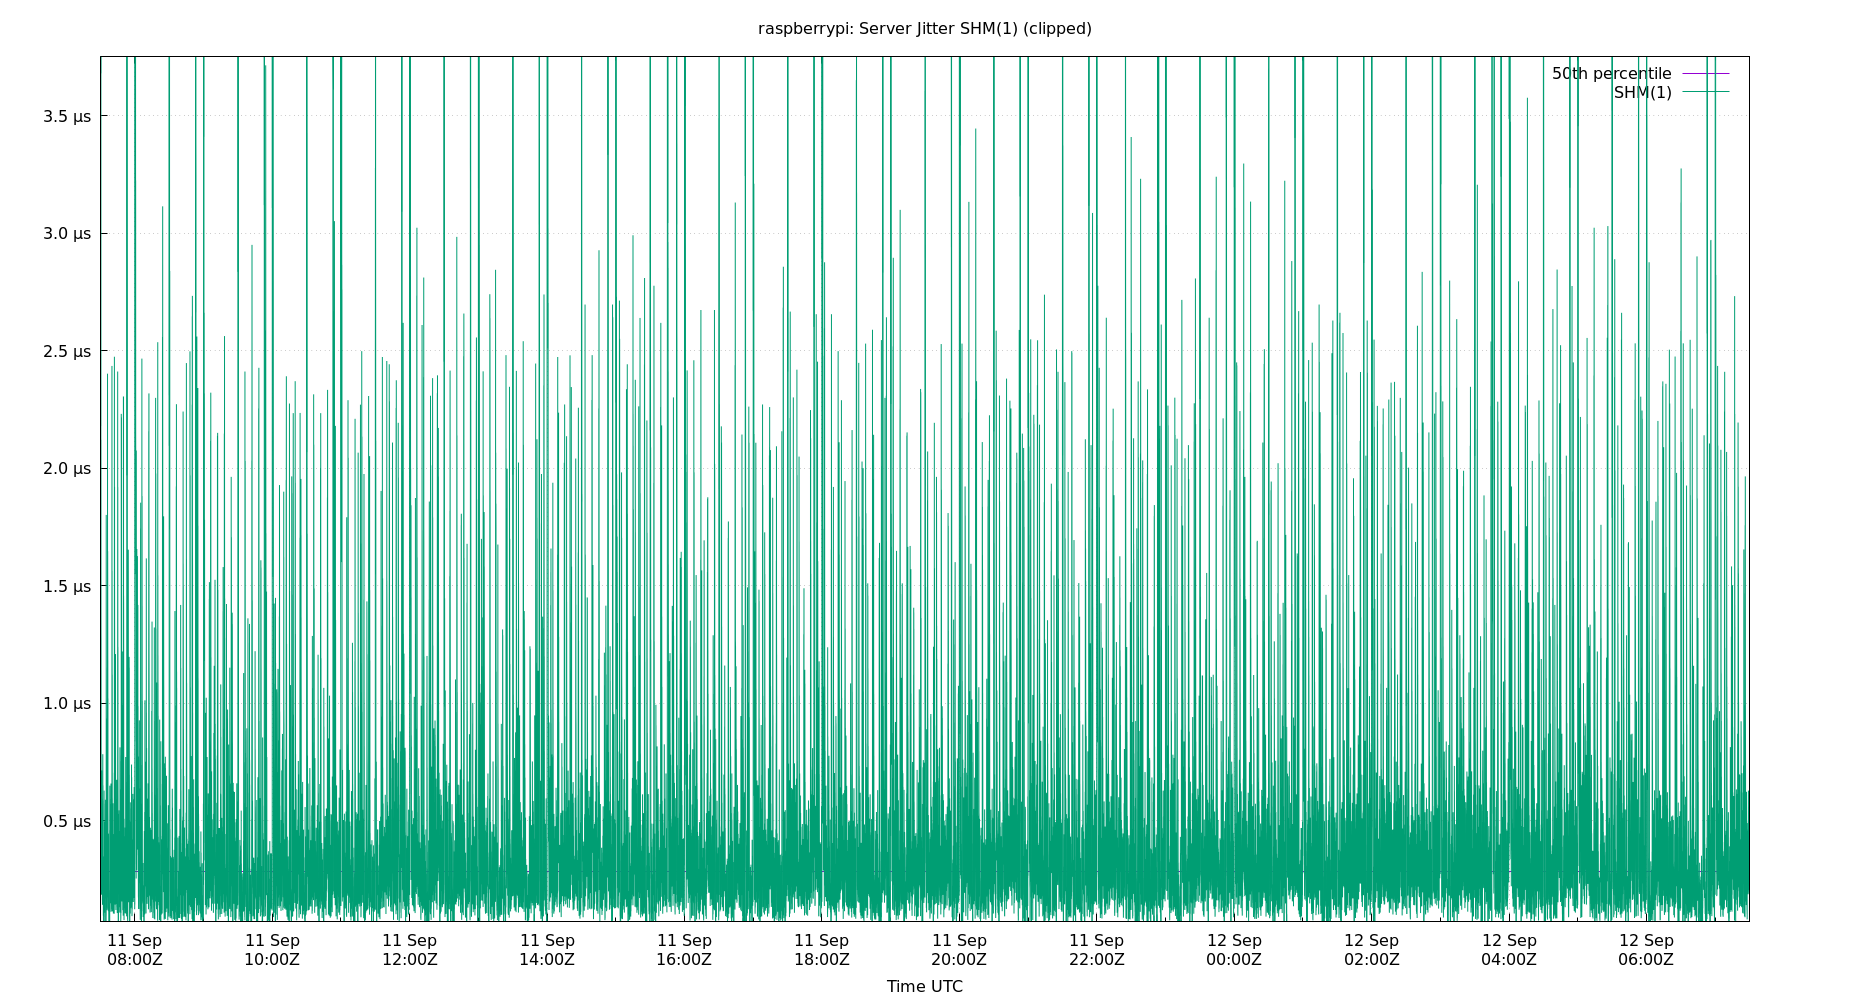 raspberrypi: Server Jitter SHM(1) (clipped)
50th percentile
SHM(1)
3.5 µs
3.0 µs
2.5 µs
2.0 µs
1.5 µs
1.0 µs
0.5 µs
11 Sep 11 Sep 11 Sep 11 Sep 11 Sep 11 Sep 11 Sep 11 Sep 12 Sep 12 Sep 12 Sep 12 Sep
08:00Z 10:00Z 12:00Z 14:00Z 16:00Z 18:00Z 20:00Z 22:00Z 00:00Z 02:00Z 04:00Z 06:00Z
Time UTC